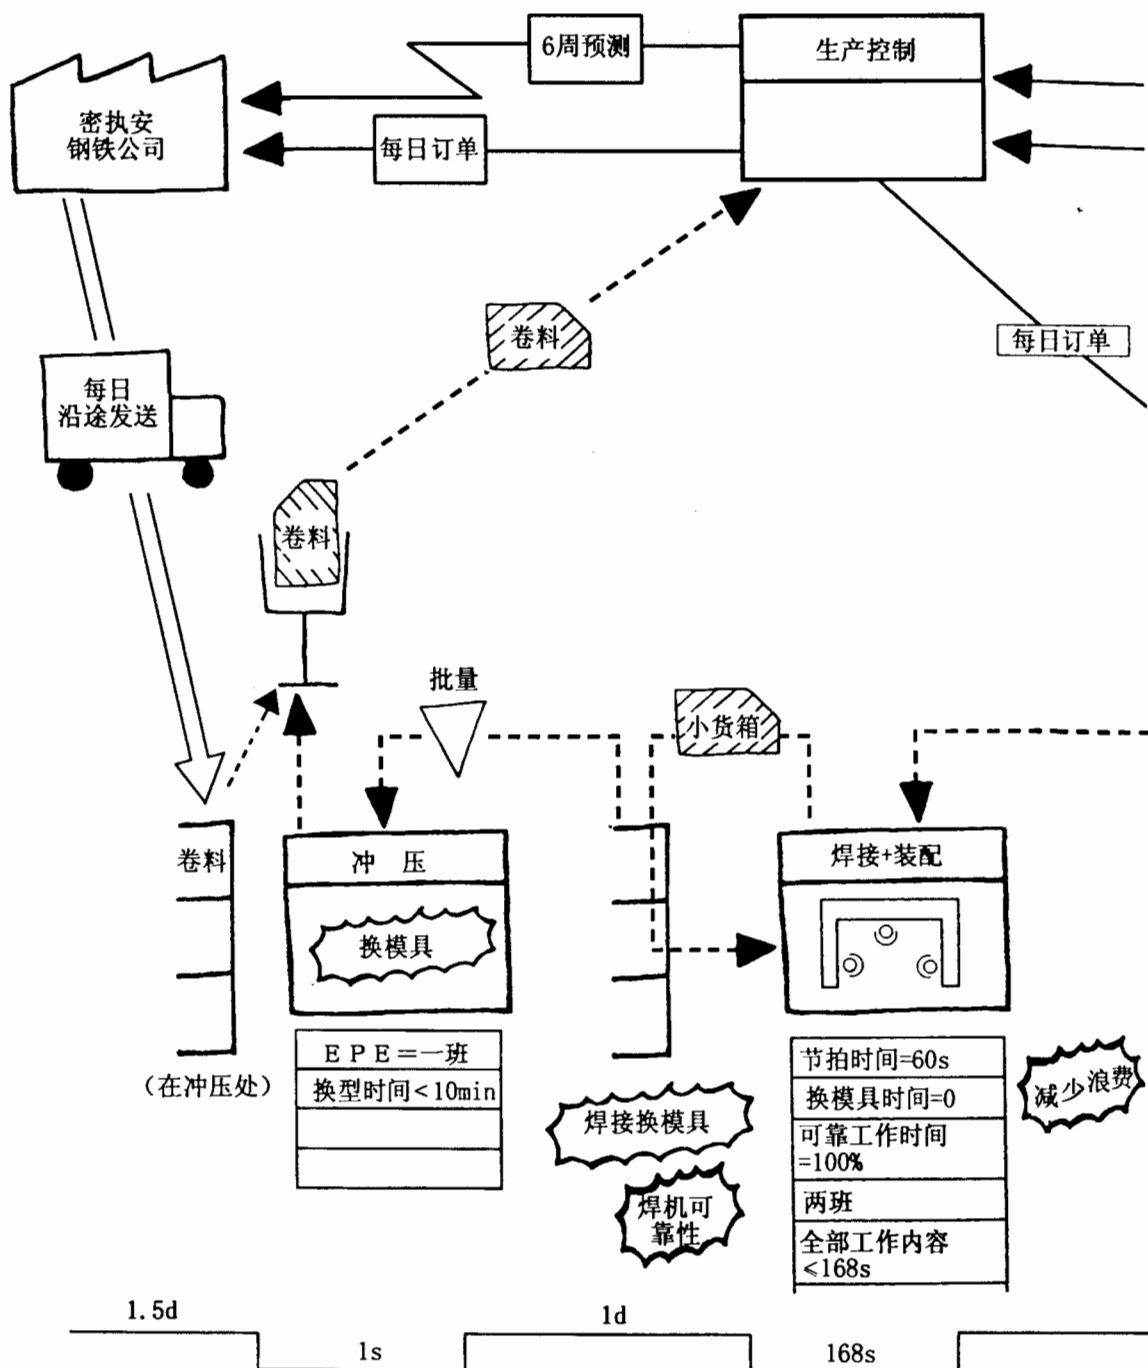 6周预测
生产控制
密执安
钢铁公司
每日订单
卷料
每日订单
每日
沿途发送
卷料
批量
小货箱
卷料
冲 压
焊接+装配
换模具
(在冲压处)
EPE=一班
换型时间<10min
焊接换模具
焊机可
靠性
节拍时间=60s
换模具时间=0
可靠工作时间
=100%
两班
全部工作内容
≤168s
减少浪费
1.5d
1s
1d
168s